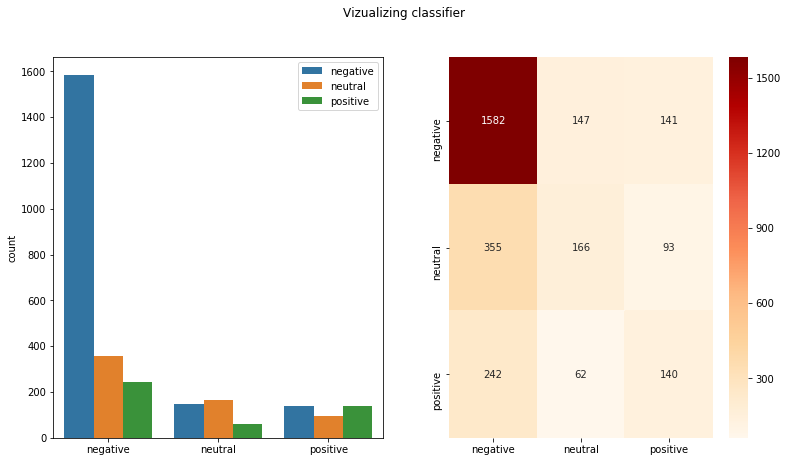 Vizualizing classifier
1600
1400
1200
1000
800
600
400
200
0
count
negative
neutral
positive
negative neutral positive
negative
neutral
positive
1582 147 141
355 166 93
242 62 140
negative neutral positive
1500
1200
900
600
300